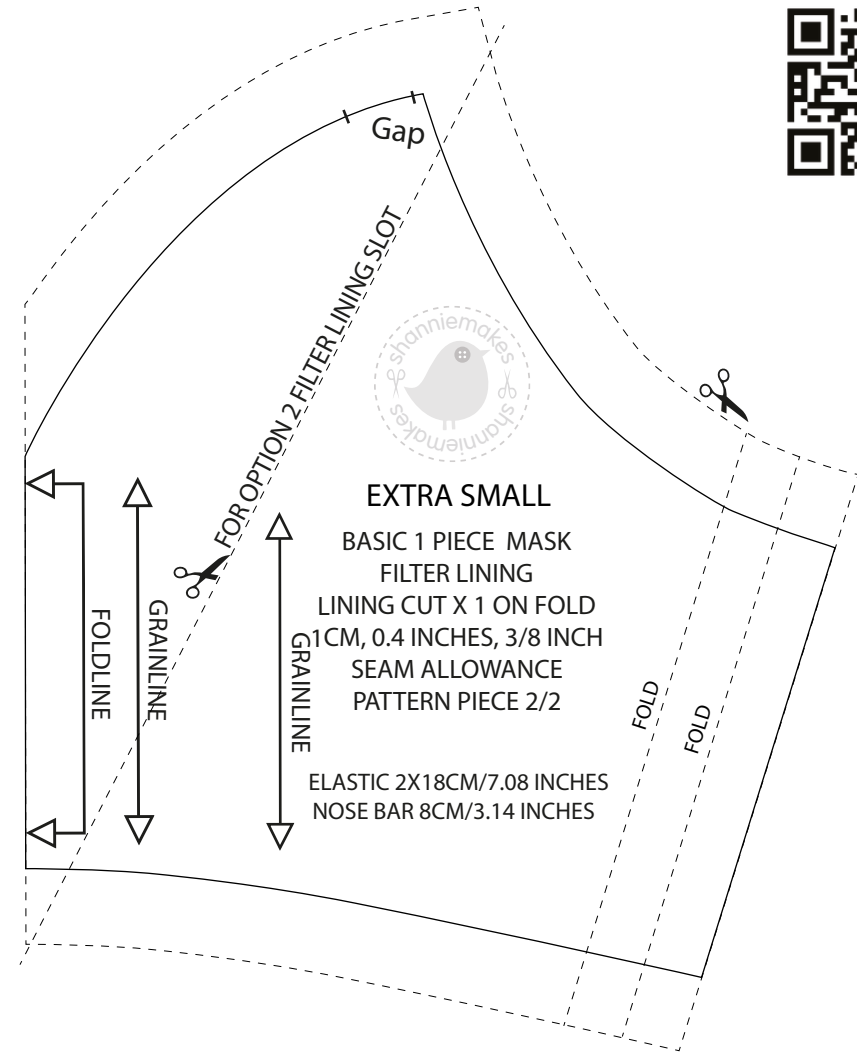 Gap
FOR OPTION 2 FILTER LINING SLOT
shanniemakes
shanniemakes
EXTRA SMALL
BASIC 1 PIECE MASK
FILTER LINING
LINING CUT X 1 ON FOLD
1CM, 0.4 INCHES, 3/8 INCH
SEAM ALLOWANCE
PATTERN PIECE 2/2
FOLDLINE
GRAINLINE
GRAINLINE
FOLD
FOLD
ELASTIC 2X18CM/7.08 INCHES
NOSE BAR 8CM/3.14 INCHES